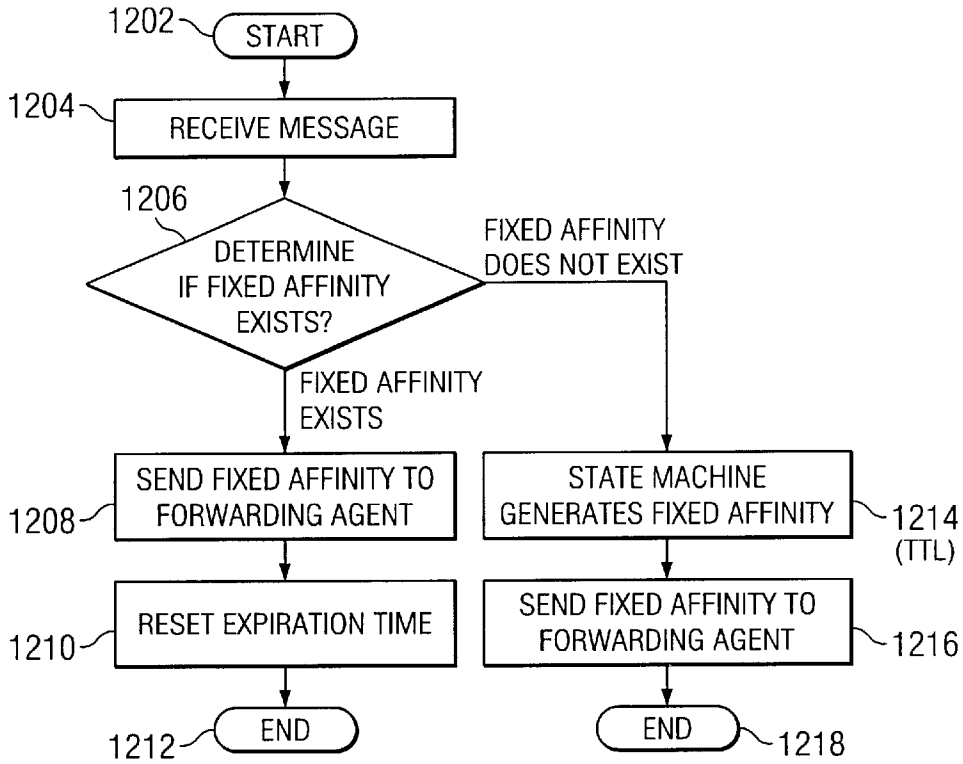 1202
START
1204
RECEIVE MESSAGE
1206
DETERMINE
IF FIXED AFFINITY
EXISTS?
FIXED AFFINITY
DOES NOT EXIST
FIXED AFFINITY
EXISTS
1208
SEND FIXED AFFINITY TO
FORWARDING AGENT
STATE MACHINE
GENERATES FIXED AFFINITY
1214
(TTL)
1210
RESET EXPIRATION TIME
SEND FIXED AFFINITY TO
FORWARDING AGENT
1216
1212
END
END
1218